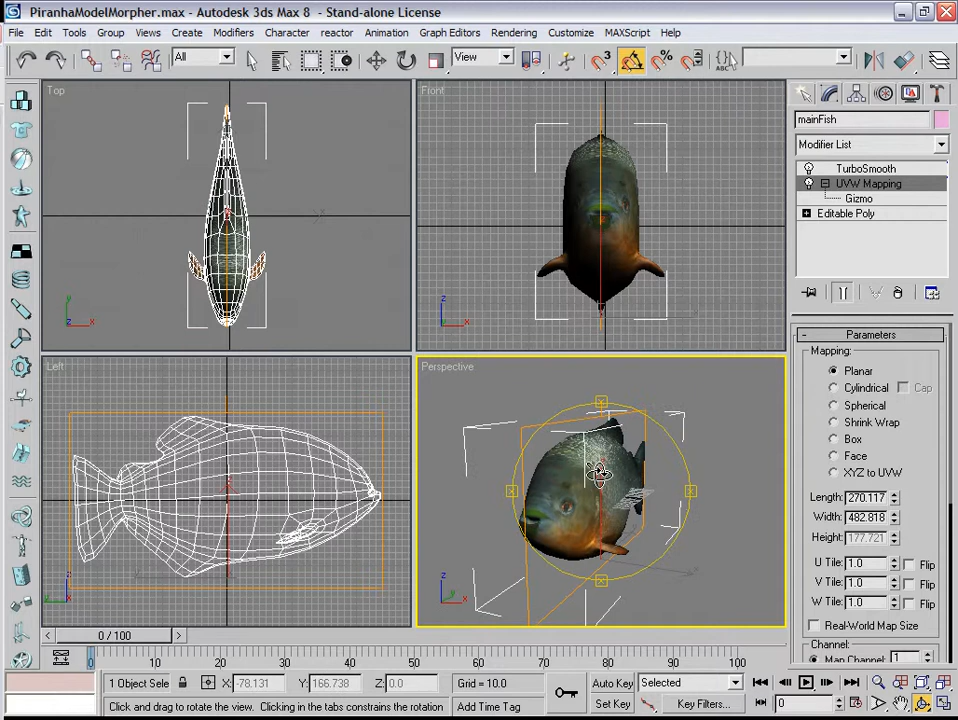 PiranhaModelMorpher.max - Autodesk 3ds Max 8 - Stand-alone License
File Edit Tools Group Views Create Modifiers Character reactor Animation Graph Editors Rendering Customize MAXScript Help
All View 3 % ABC
Top
Front
mainFish
Modifier List
TurboSmooth
UVW Mapping
Gizmo
Editable Poly
z
y
x
z
x
Left
Perspective
Parameters
Mapping:
Planar
Cylindrical Cap
Spherical
Shrink Wrap
Box
Face
XYZ to UVW
Length: 270.117
Width: 482.818
Height: 177.721
U Tile: 1.0 Flip
V Tile: 1.0 Flip
W Tile: 1.0 Flip
Real-World Map Size
Channel:
Map Channel: 1
0 / 100
0 10 20 30 40 50 60 70 80 90 100
1 Object Sele X: -78.131 Y: 166.738 Z: 0.0 Grid = 10.0 Auto Key Selected
Click and drag to rotate the view. Clicking in the tabs constrains the rotation Add Time Tag Set Key Key Filters... 0